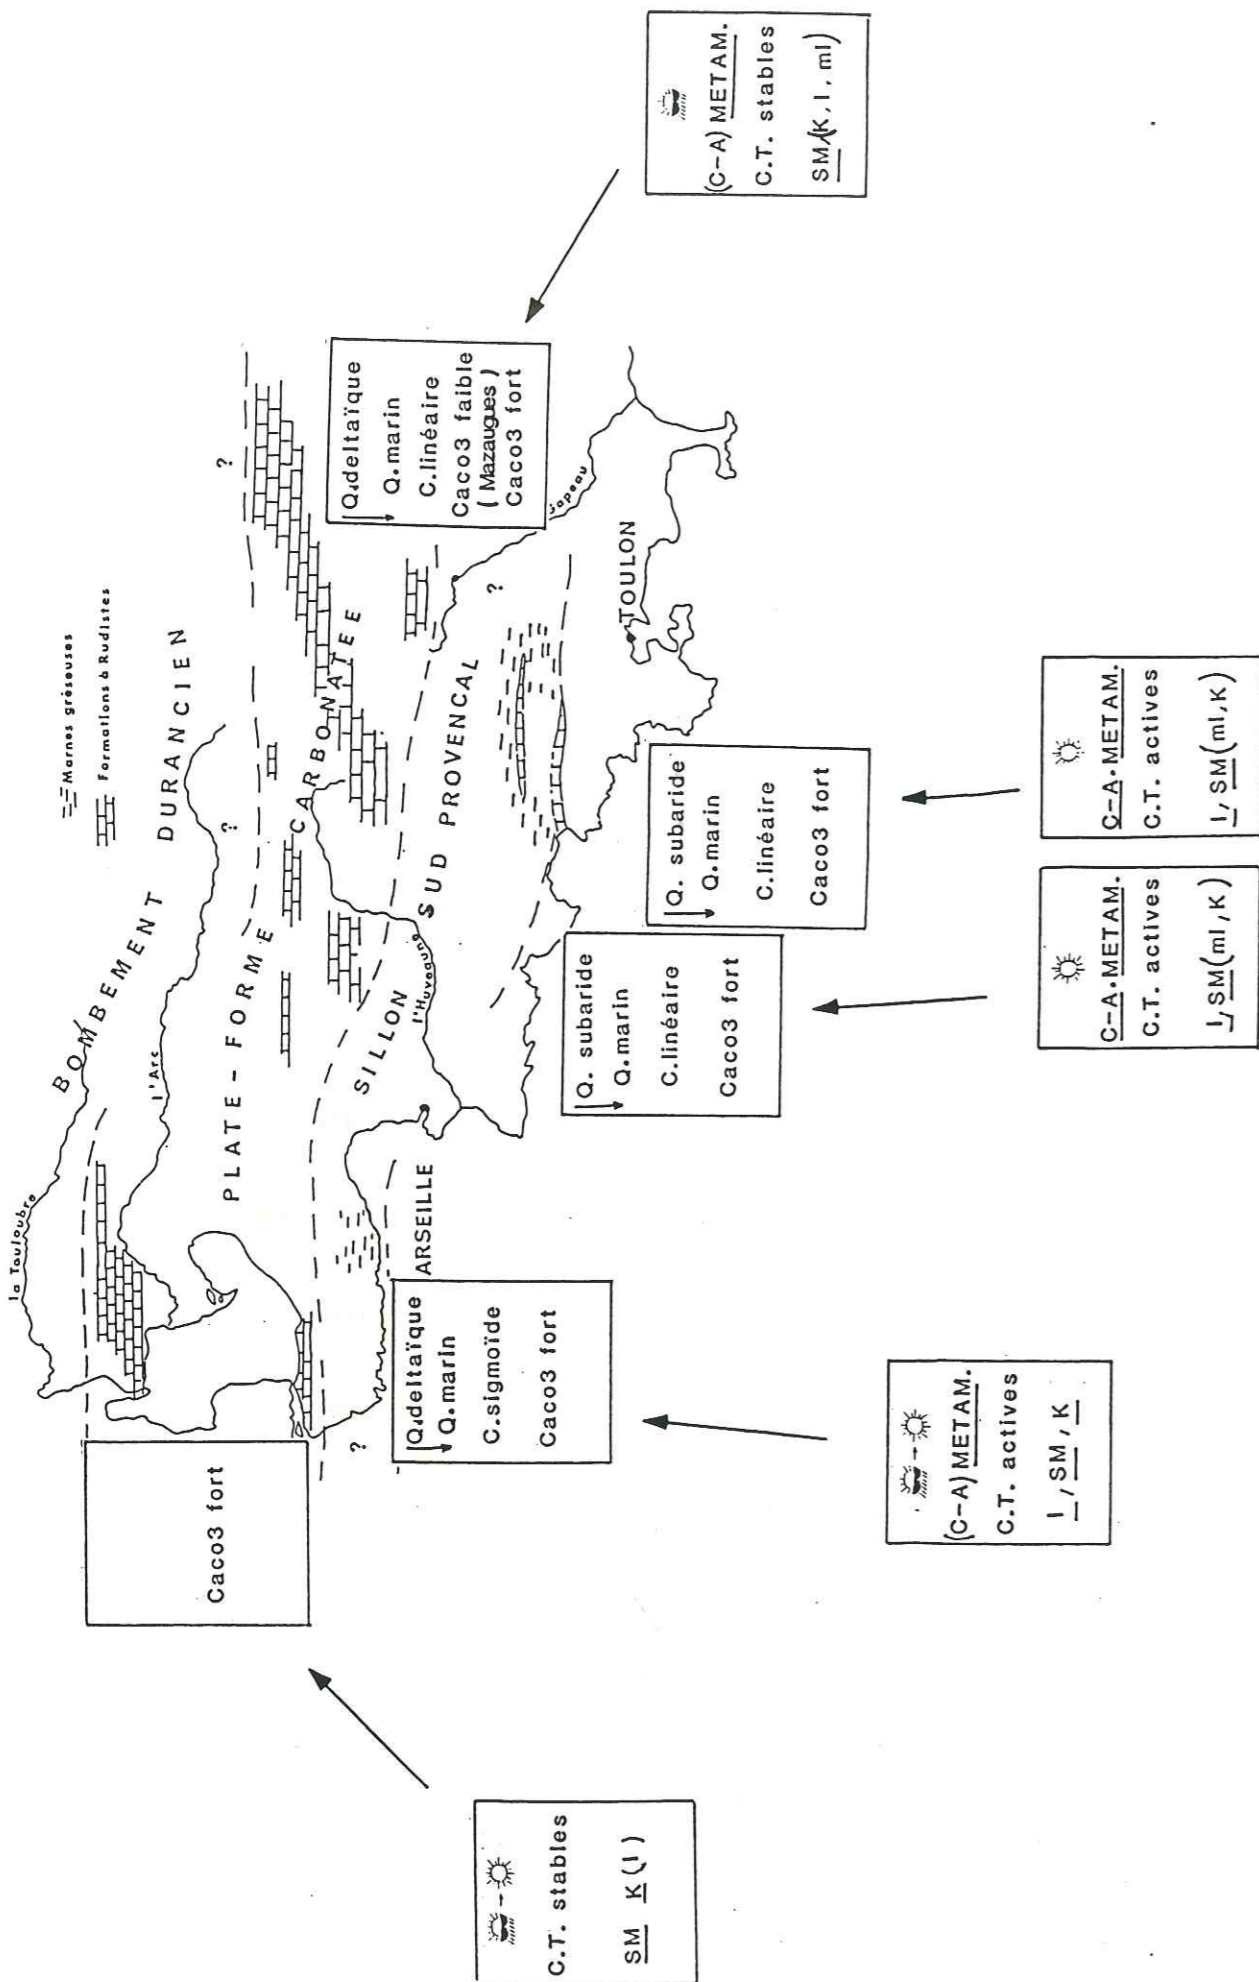 Marnes gréseuses
Formations à Rudistes
BOMBEMENT DURANCIEN
la Touloubre
l'Arc
?
?
PLATE-FORME CARBONATEE
SILLON SUD PROVENCAL
l'Huveaune
?
?
Gapeau
ARSEILLE
TOULON
Caco3 fort
Q.deltaïque
Q.marin
C.sigmoïde
Caco3 fort
Q. subaride
Q.marin
C.linéaire
Caco3 fort
Q. subaride
Q.marin
C.linéaire
Caco3 fort
Q.deltaïque
Q.marin
C.linéaire
Caco3 faible
(Mazaugues)
Caco3 fort
C.T. stables
SM K(I)
(C-A)METAM.
C.T. actives
I,SM,K
C-A.METAM.
C.T. actives
I,SM(ml,K)
C-A.METAM.
C.T. actives
I,SM(ml,K)
(C-A)METAM.
C.T. stables
SM(K,I,ml)